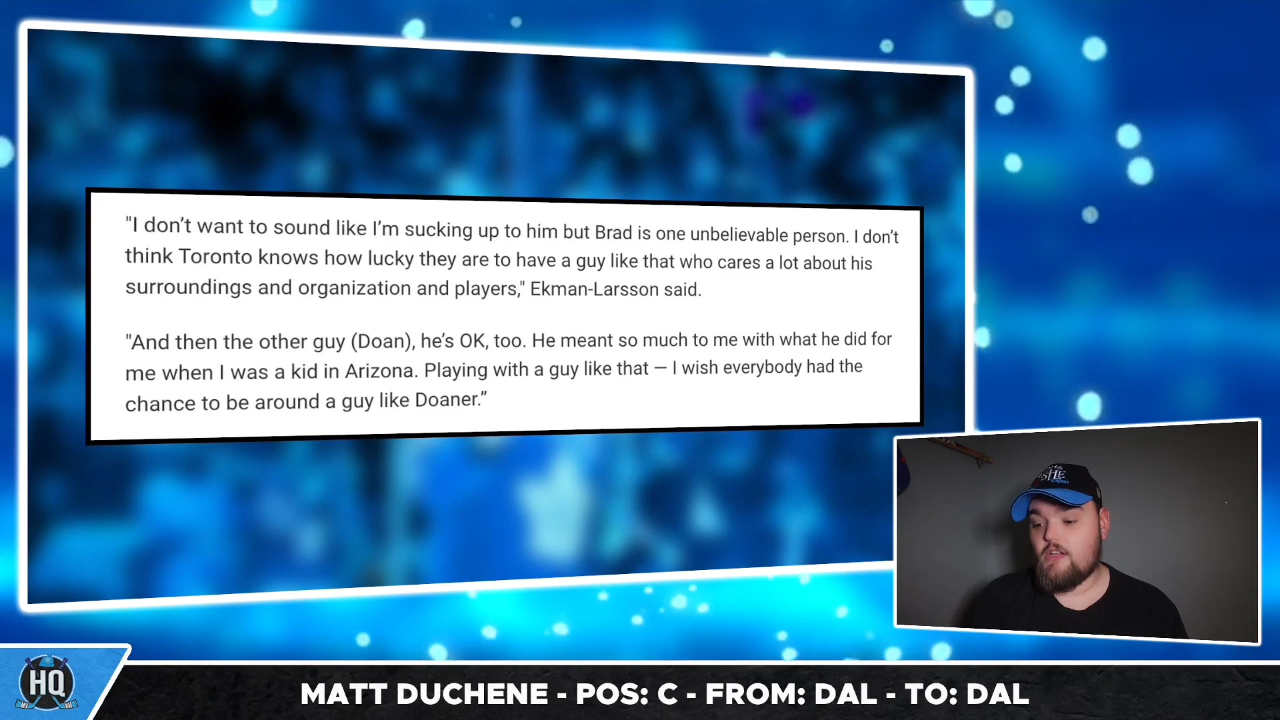 "I don’t want to sound like I’m sucking up to him but Brad is one unbelievable person. I don’t
think Toronto knows how lucky they are to have a guy like that who cares a lot about his
surroundings and organization and players," Ekman-Larsson said.
"And then the other guy (Doan), he’s OK, too. He meant so much to me with what he did for
me when I was a kid in Arizona. Playing with a guy like that — I wish everybody had the
chance to be around a guy like Doaner.”
HQ
MATT DUCHENE - POS: C - FROM: DAL - TO: DAL